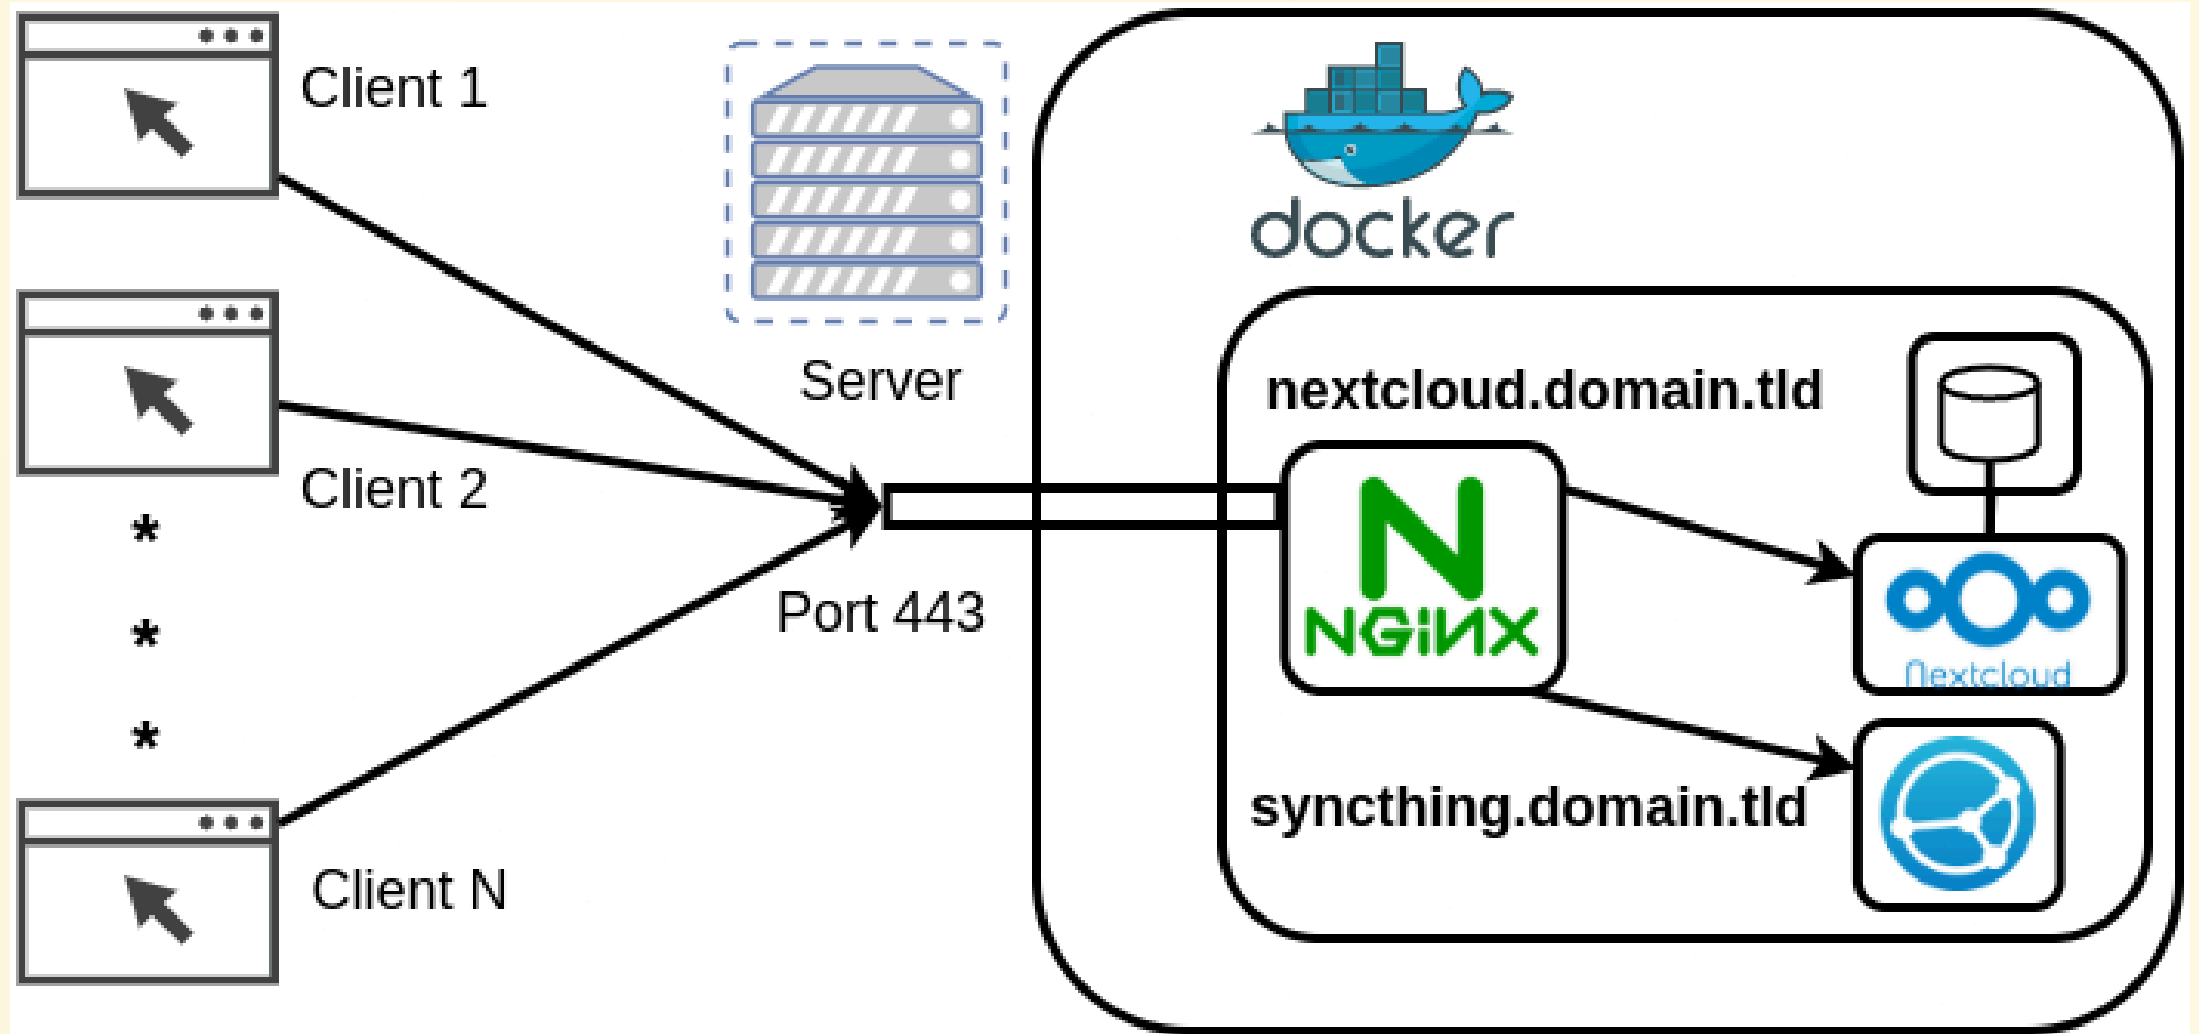 Client 1
Server
docker
nextcloud.domain.tld
Client 2
*
NGINX
Port 443
*
nextcloud
*
syncthing.domain.tld
Client N